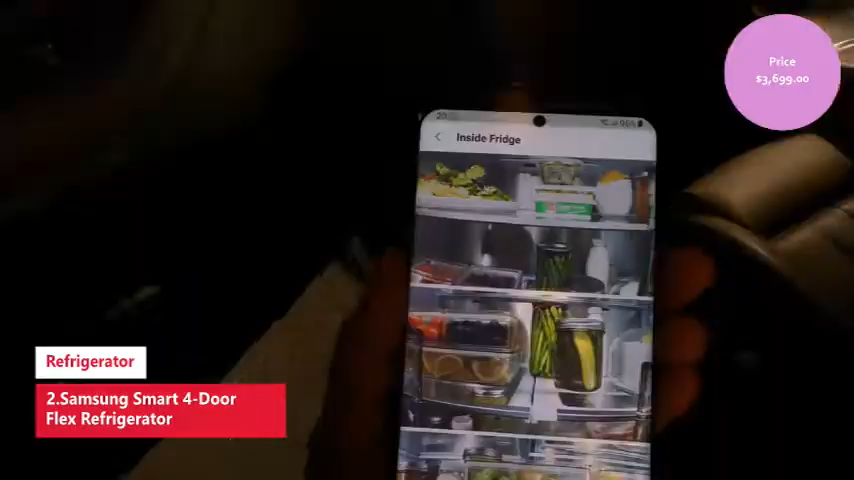 Price
$3,699.00
Inside Fridge
Refrigerator
2.Samsung Smart 4-Door
Flex Refrigerator